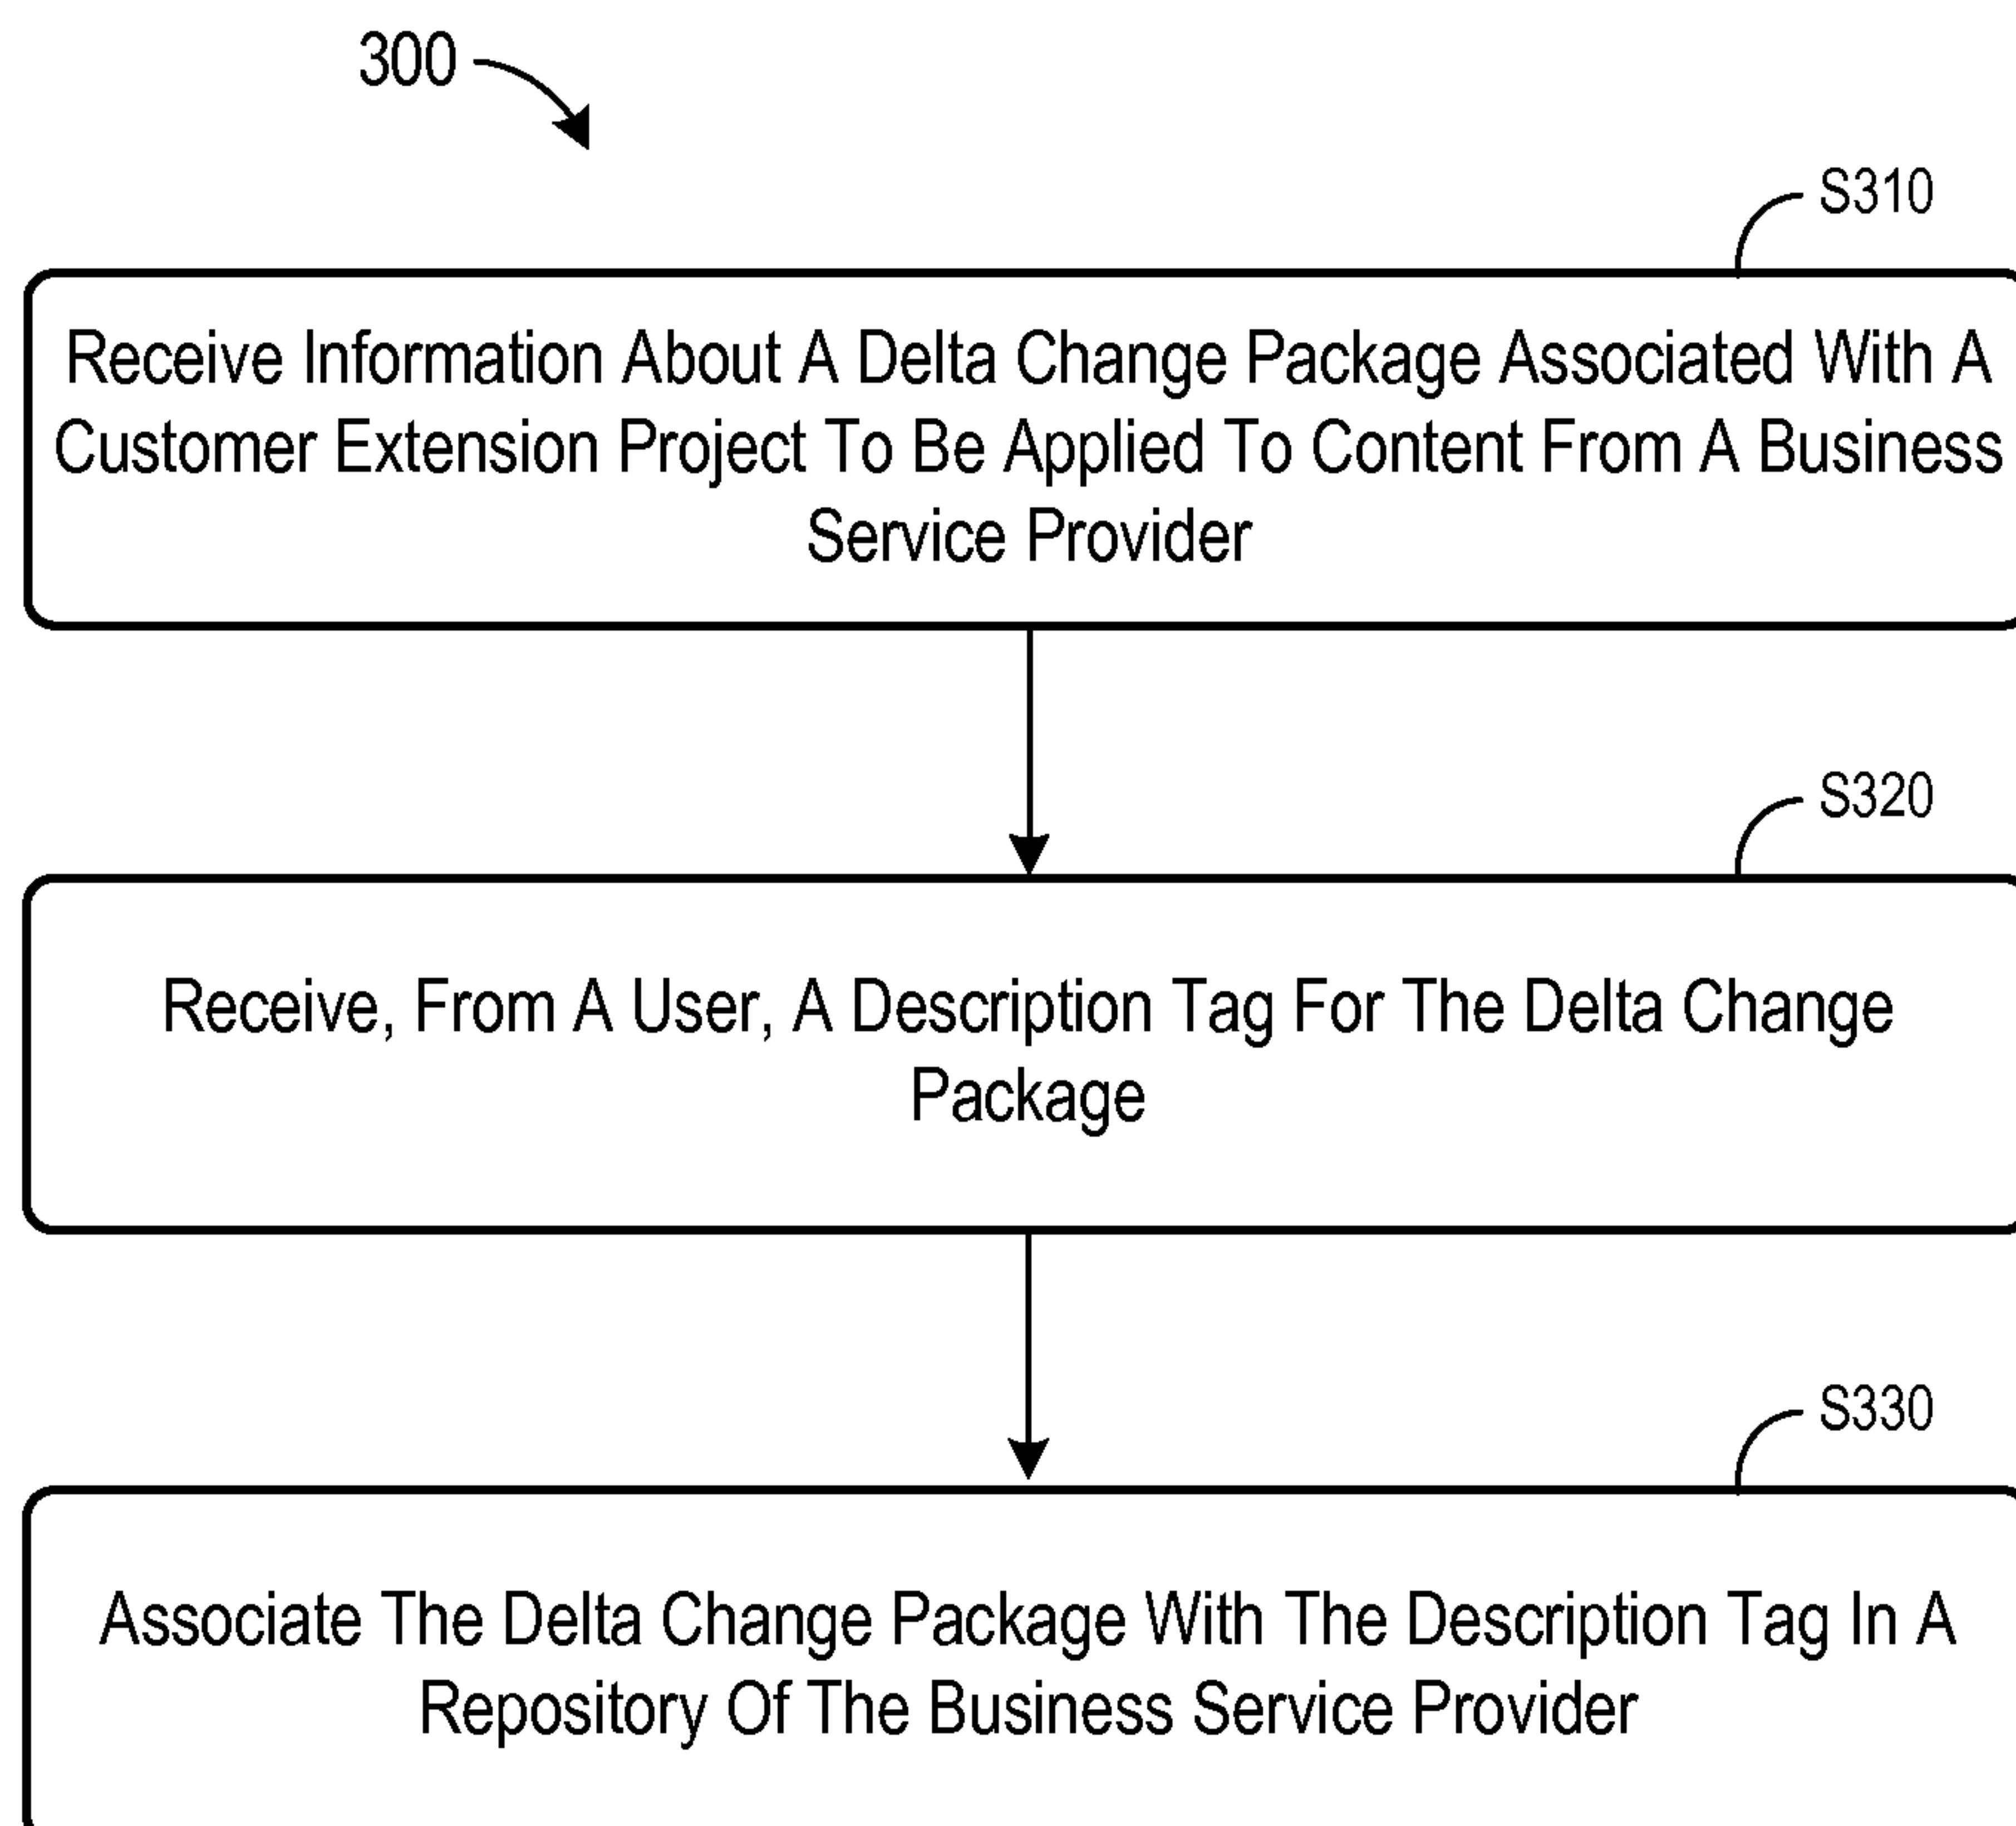 300
S310
Receive Information About A Delta Change Package Associated With A
Customer Extension Project To Be Applied To Content From A Business
Service Provider
S320
Receive, From A User, A Description Tag For The Delta Change
Package
S330
Associate The Delta Change Package With The Description Tag In A
Repository Of The Business Service Provider